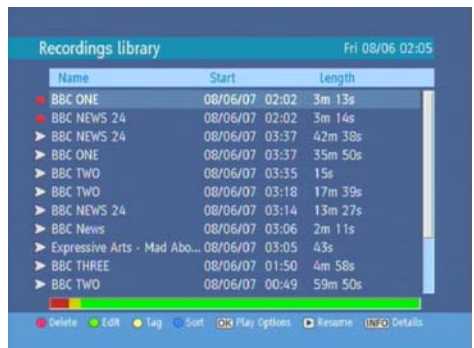 Recordings library Fri 08/06 02:05
Name Start Length
BBC ONE 08/06/07 02:02 3m 13s
BBC NEWS 24 08/06/07 02:02 3m 14s
BBC NEWS 24 08/06/07 03:37 42m 38s
BBC ONE 08/06/07 03:37 35m 50s
BBC TWO 08/06/07 03:35 15s
BBC TWO 08/06/07 03:18 17m 39s
BBC NEWS 24 08/06/07 03:14 13m 27s
BBC News 08/06/07 03:06 2m 11s
Expressive Arts - Mad Abo... 08/06/07 03:05 43s
BBC THREE 08/06/07 01:50 4m 58s
BBC TWO 08/06/07 00:49 59m 50s
Delete Edit Tag Sort OK Play Options Resume INFO Details